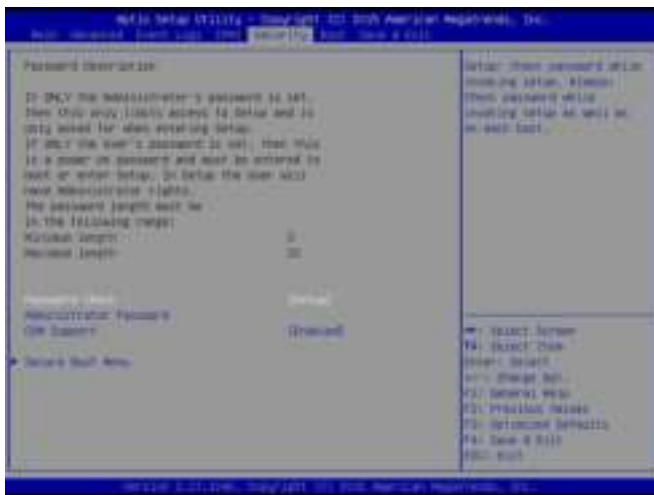 Aptio Setup Utility - Copyright (C) American Megatrends, Inc.
Main Advanced Event Logs IPMI Security Boot Save & Exit
Password Description
If ONLY the Administrator's password is set,
then this only limits access to Setup and is
only asked for when entering Setup.
If ONLY the User's password is set, then this
is a power on password and must be entered to
boot or enter Setup. In Setup the User will
have Administrator rights.
The password length must be
in the following range:
Minimum length
Maximum length
Password Check [Setup]
Administrator Password
CSM Support [Enabled]
Secure Boot Menu
Setup: Check password while
invoking setup. Always:
Check password while
invoking setup as well as
on each boot.
Select Screen
Select Item
Enter: Select
+/-: Change Opt.
F1: General Help
F2: Previous Values
F3: Optimized Defaults
F4: Save & Exit
ESC: Exit
Version Copyright (C) American Megatrends, Inc.